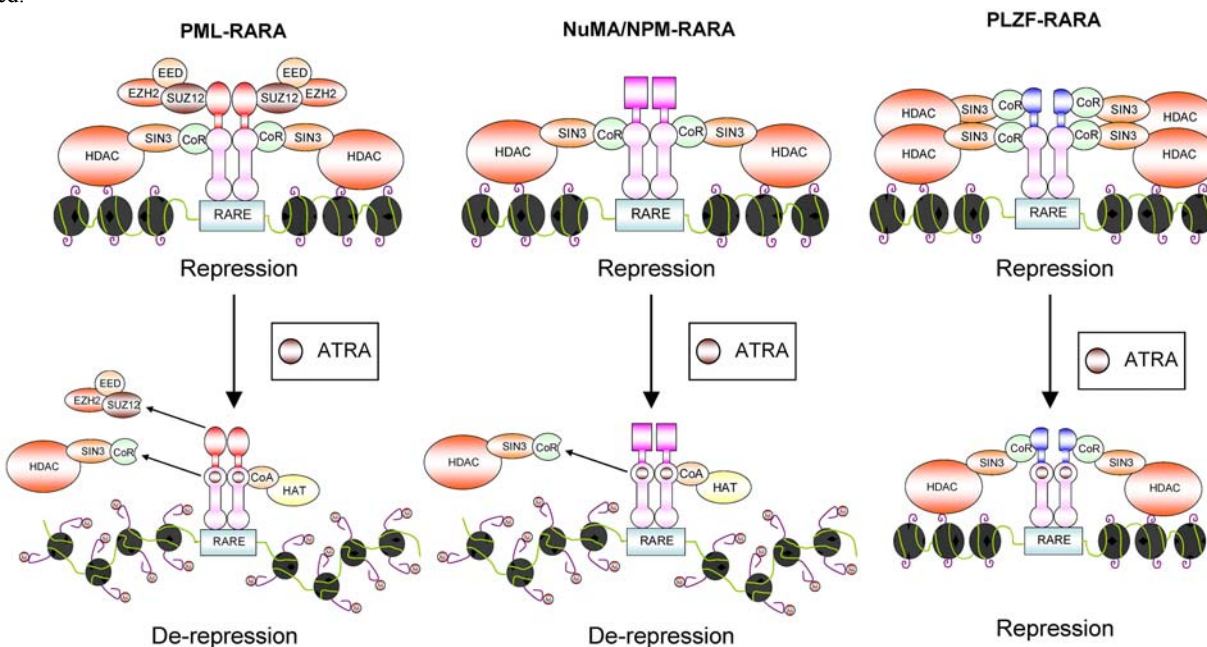 ed.
PML-RARA
NuMA/NPM-RARA
PLZF-RARA
EED
EED
EZH2
SUZ12
SUZ12
EZH2
HDAC
SIN3
CoR
CoR
SIN3
HDAC
RARE
Repression
HDAC
SIN3
CoR
CoR
SIN3
HDAC
RARE
Repression
HDAC
SIN3
CoR
CoR
SIN3
HDAC
HDAC
SIN3
CoR
CoR
SIN3
HDAC
RARE
Repression
ATRA
ATRA
ATRA
EED
EZH2
SUZ12
HDAC
SIN3
CoR
CoA
HAT
RARE
De-repression
HDAC
SIN3
CoR
CoA
HAT
RARE
De-repression
CoR
CoR
SIN3
SIN3
HDAC
HDAC
RARE
Repression